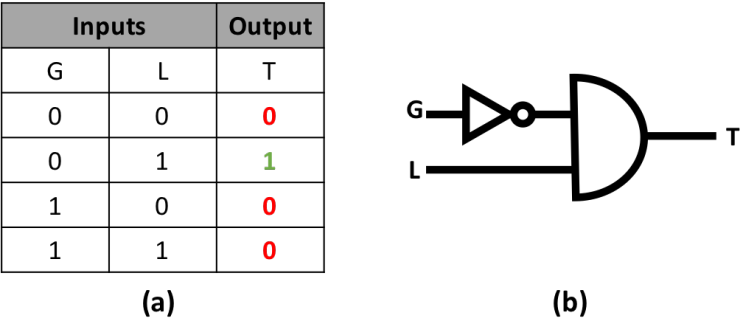 Inputs Output
G L T
0 0 0
0 1 1
1 0 0
1 1 0
(a)
G
L
T
(b)